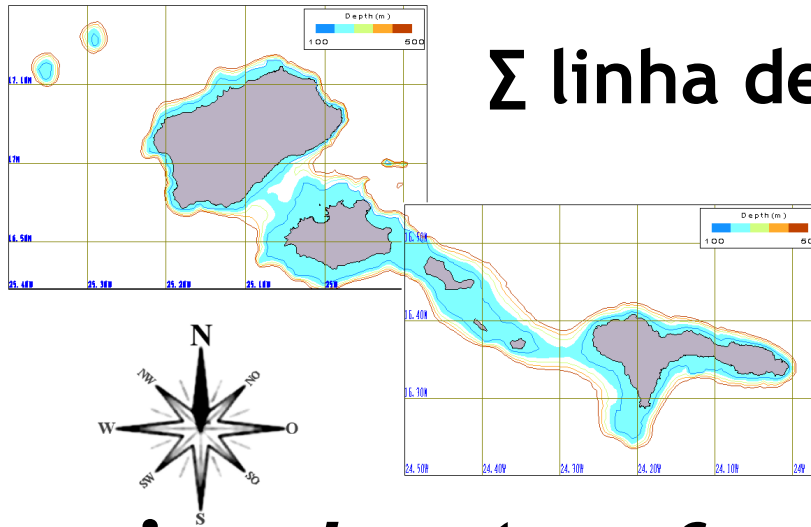 Depth(m)
100 500
17.10N
17N
16.50N
25.40W 25.30W 25.20W 25.10W 25W
∑ linha de
Depth(m)
100
16.50N
16.40N
16.30N
24.50W 24.40W 24.30W 24.20W 24.10W 24W
N
NW NO
W O
SW SO
S